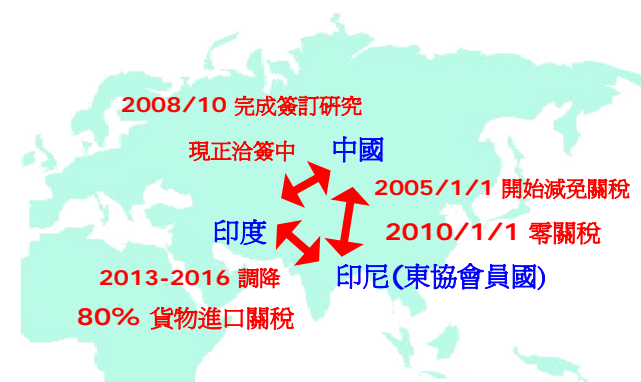 2008/10 完成簽訂研究
現正洽簽中
中國
2005/1/1 開始減免關稅
印度
2010/1/1 零關稅
2013-2016 調降
印尼(東協會員國)
80% 貨物進口關稅